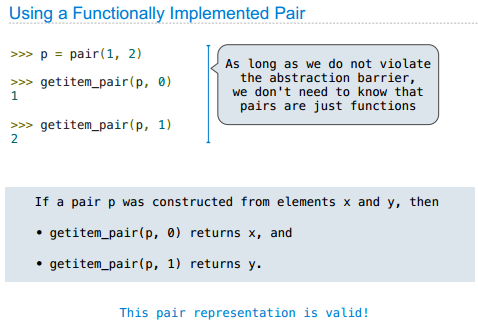 Using a Functionally Implemented Pair
>>> p = pair(1, 2)
>>> getitem_pair(p, 0)
1
>>> getitem_pair(p, 1)
2
As long as we do not violate
the abstraction barrier,
we don't need to know that
pairs are just functions
If a pair p was constructed from elements x and y, then
• getitem_pair(p, 0) returns x, and
• getitem_pair(p, 1) returns y.
This pair representation is valid!